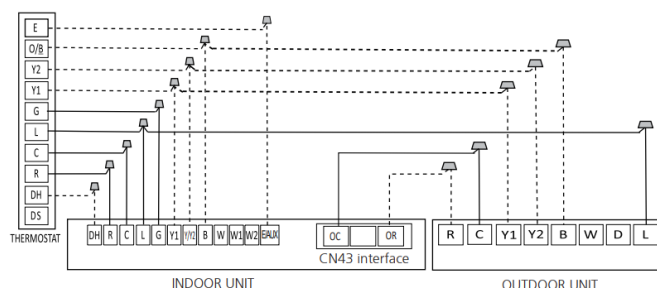 E
O/B
Y2
Y1
G
L
C
R
DH
DS
THERMOSTAT
DH R C L G Y1 Y/Y2 B W W1 W2 E/AUX
OC OR
CN43 interface
INDOOR UNIT
R C Y1 Y2 B W D L
OUTDOOR UNIT